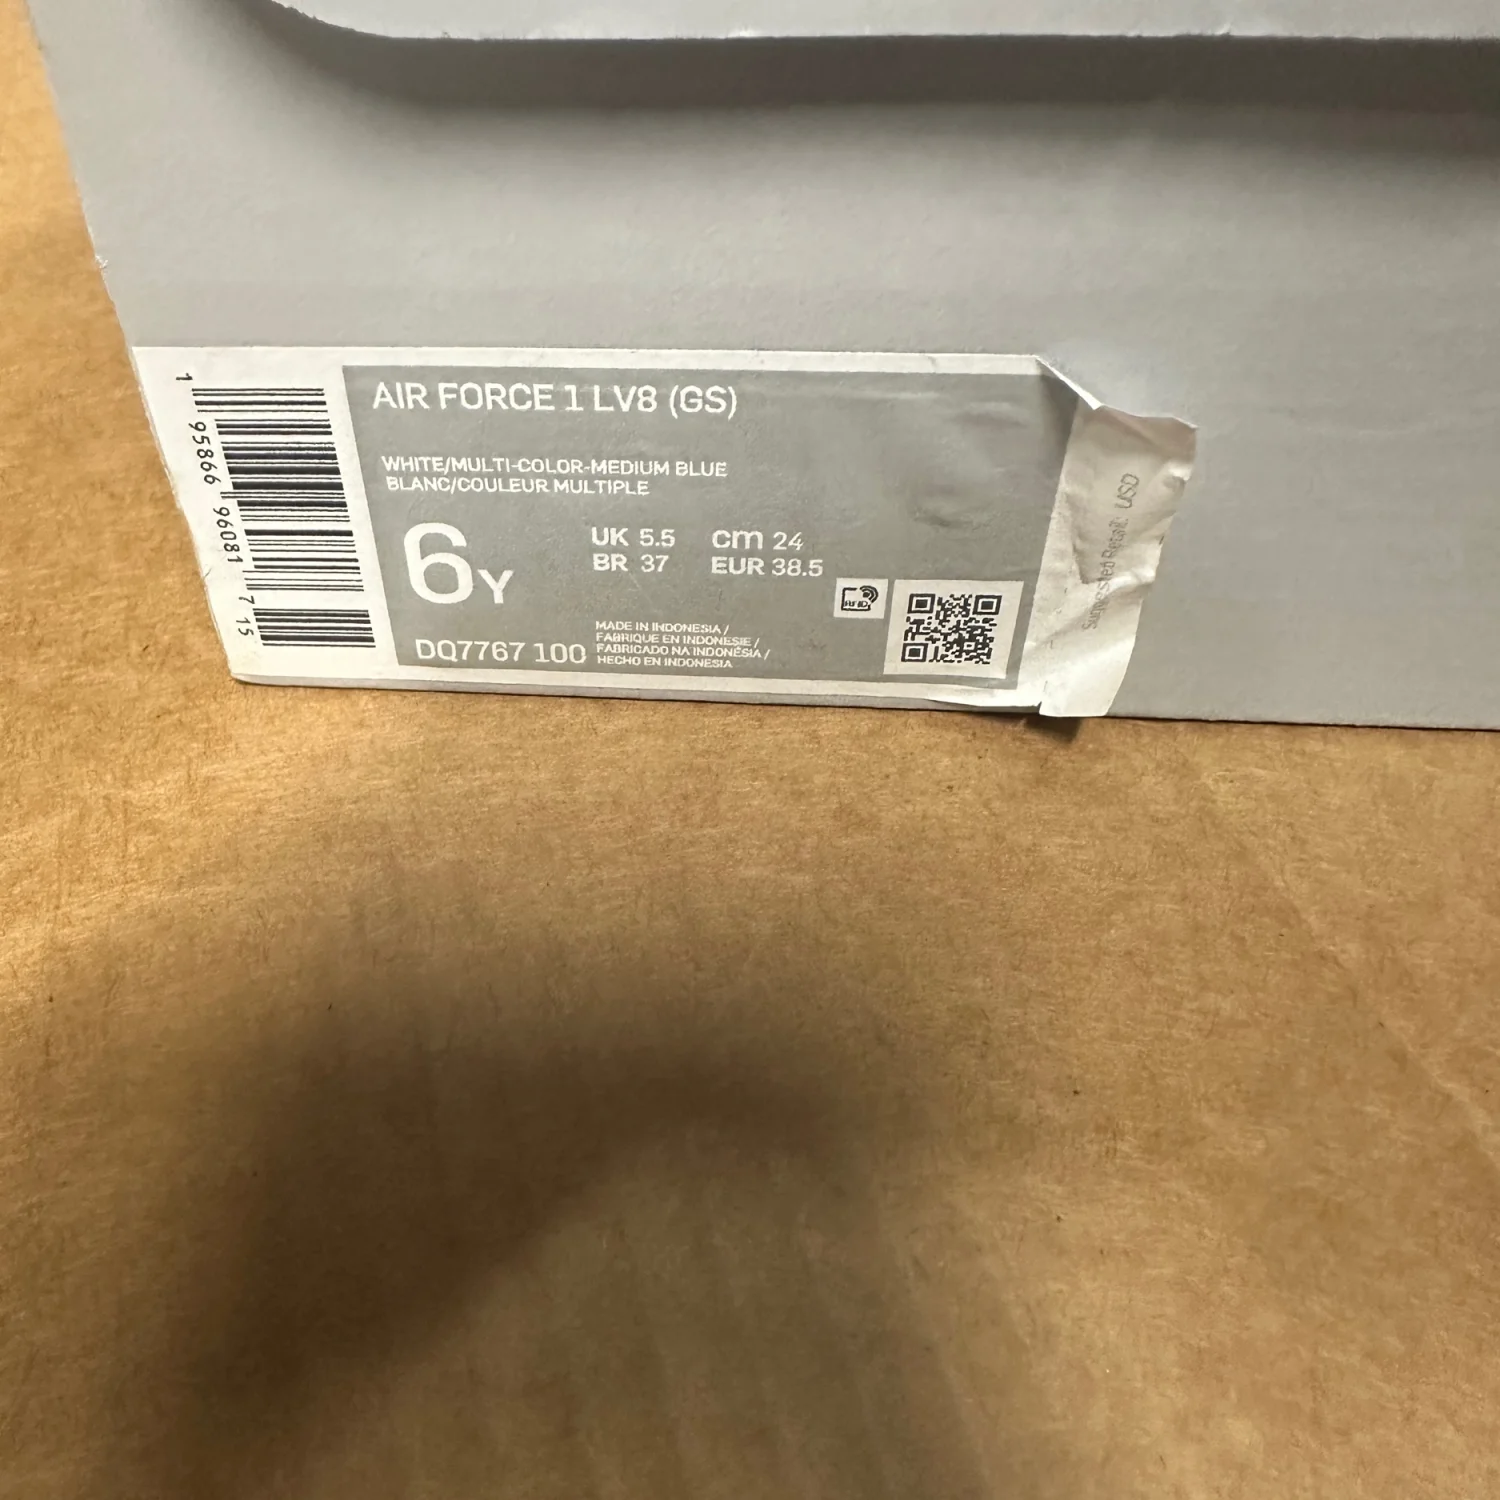 AIR FORCE 1 LV8 (GS)
WHITE/MULTI-COLOR-MEDIUM BLUE
BLANC/COULEUR MULTIPLE
6Y
UK 5.5 cm 24
BR 37 EUR 38.5
DQ7767 100
MADE IN INDONESIA /
FABRIQUE EN INDONESIE /
FABRICADO NA INDONÉSIA /
HECHO EN INDONESIA
RFID
1 95866 96081 7 15
Suggested Retail: USD